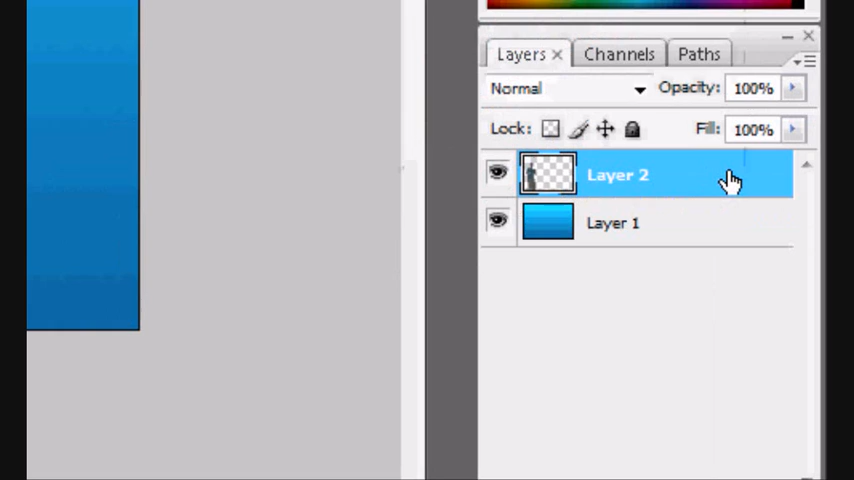 Layers Channels Paths
Normal Opacity: 100%
Lock: Fill: 100%
Layer 2
Layer 1